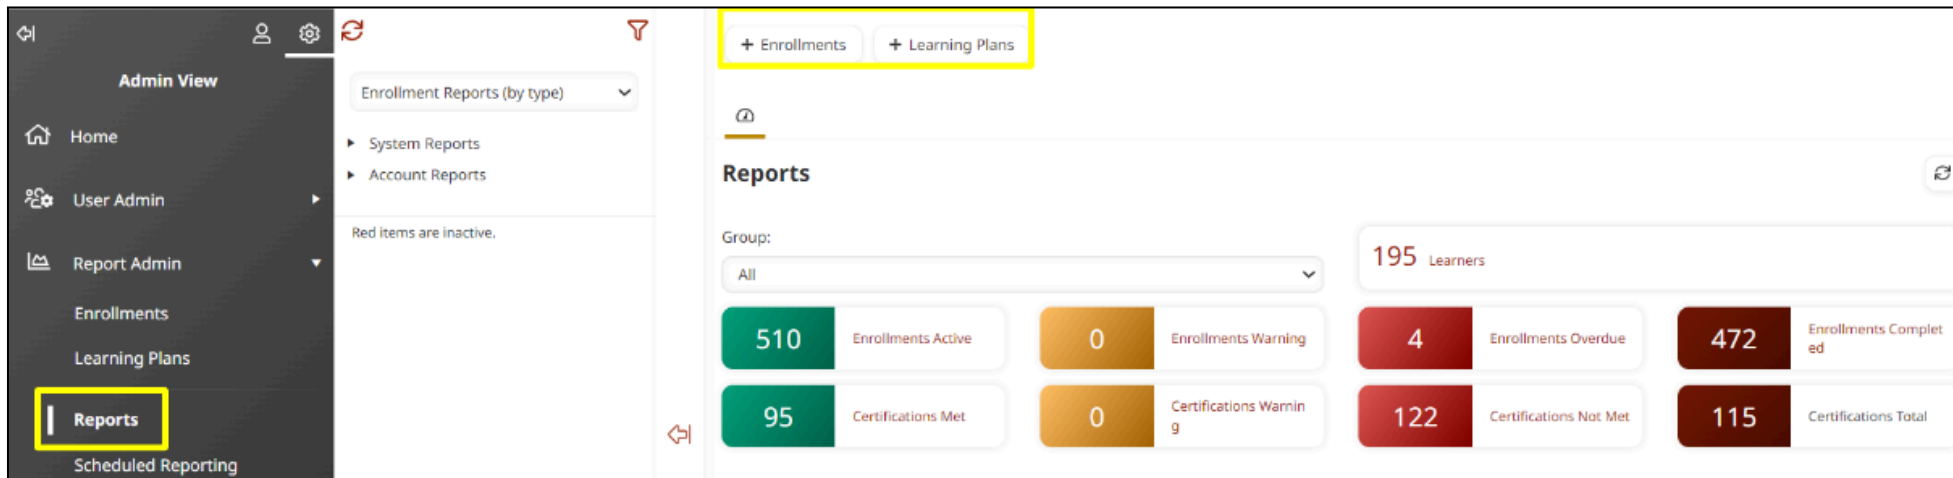 Admin View
Home
User Admin
Report Admin
Enrollments
Learning Plans
Reports
Scheduled Reporting
Enrollment Reports (by type)
System Reports
Account Reports
Red items are inactive.
+ Enrollments
+ Learning Plans
Reports
Group:
All
195 Learners
510 Enrollments Active
0 Enrollments Warning
4 Enrollments Overdue
472 Enrollments Complet
ed
95 Certifications Met
0 Certifications Warnin
g
122 Certifications Not Met
115 Certifications Total